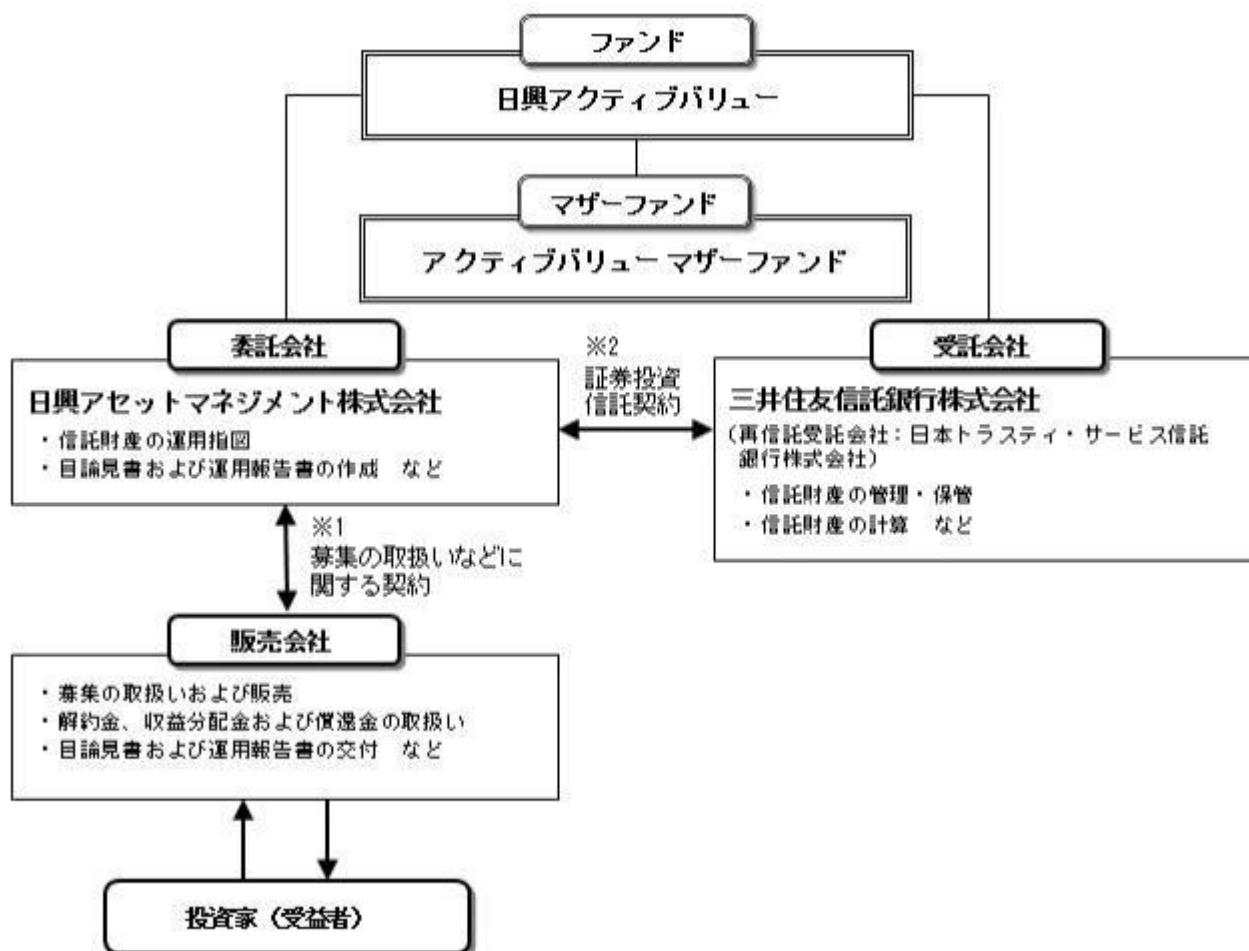 ファンド
日興アクティブバリュー
マザーファンド
アクティブバリュー マザーファンド
委託会社
日興アセットマネジメント株式会社
・信託財産の運用指図
・目論見書および運用報告書の作成　など
※2
証券投資
信託契約
受託会社
三井住友信託銀行株式会社
（再信託受託会社：日本トラスティ・サービス信託
銀行株式会社）
・信託財産の管理・保管
・信託財産の計算　など
※1
募集の取扱いなどに
関する契約
販売会社
・募集の取扱いおよび販売
・解約金、収益分配金および償還金の取扱い
・目論見書および運用報告書の交付　など
投資家（受益者）